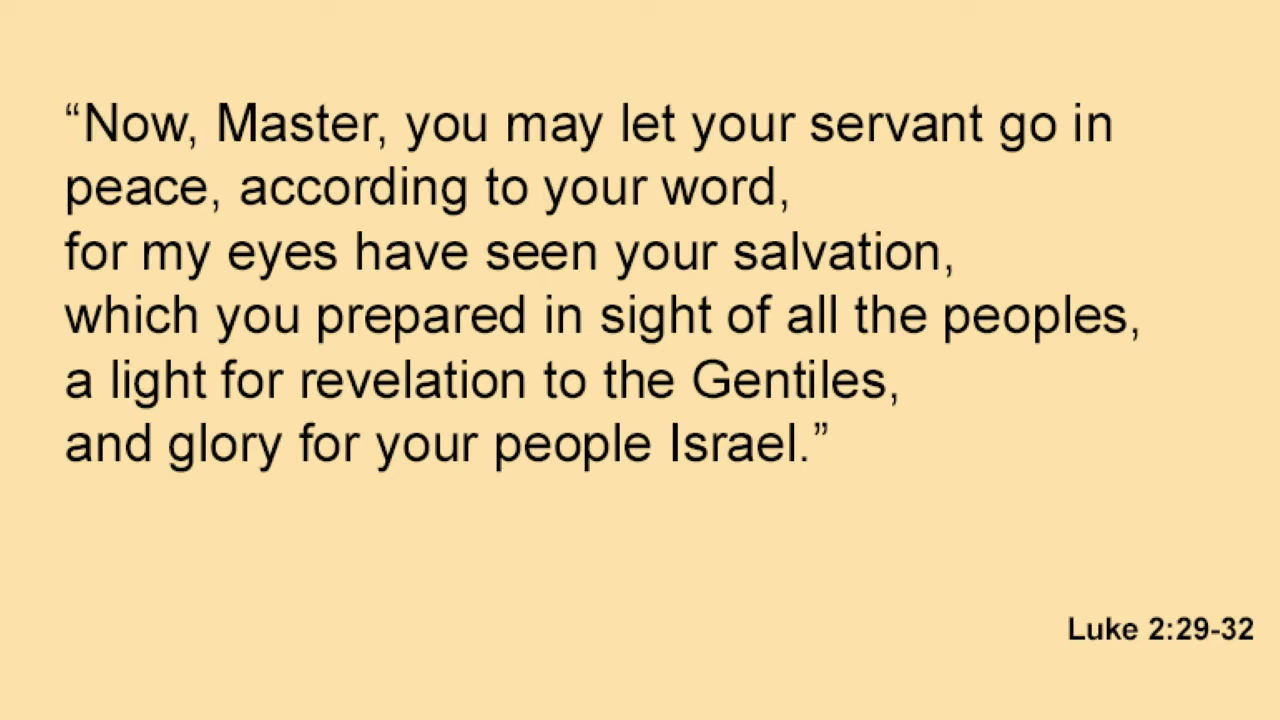 “Now, Master, you may let your servant go in
peace, according to your word,
for my eyes have seen your salvation,
which you prepared in sight of all the peoples,
a light for revelation to the Gentiles,
and glory for your people Israel.”
Luke 2:29-32